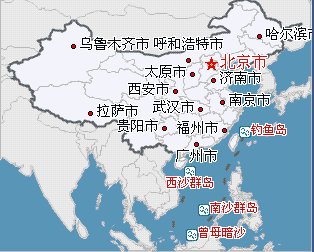 哈尔滨市
乌鲁木齐市
呼和浩特市
北京市
太原市
济南市
西安市
武汉市
南京市
拉萨市
贵阳市
福州市
钓鱼岛
广州市
西沙群岛
南沙群岛
曾母暗沙